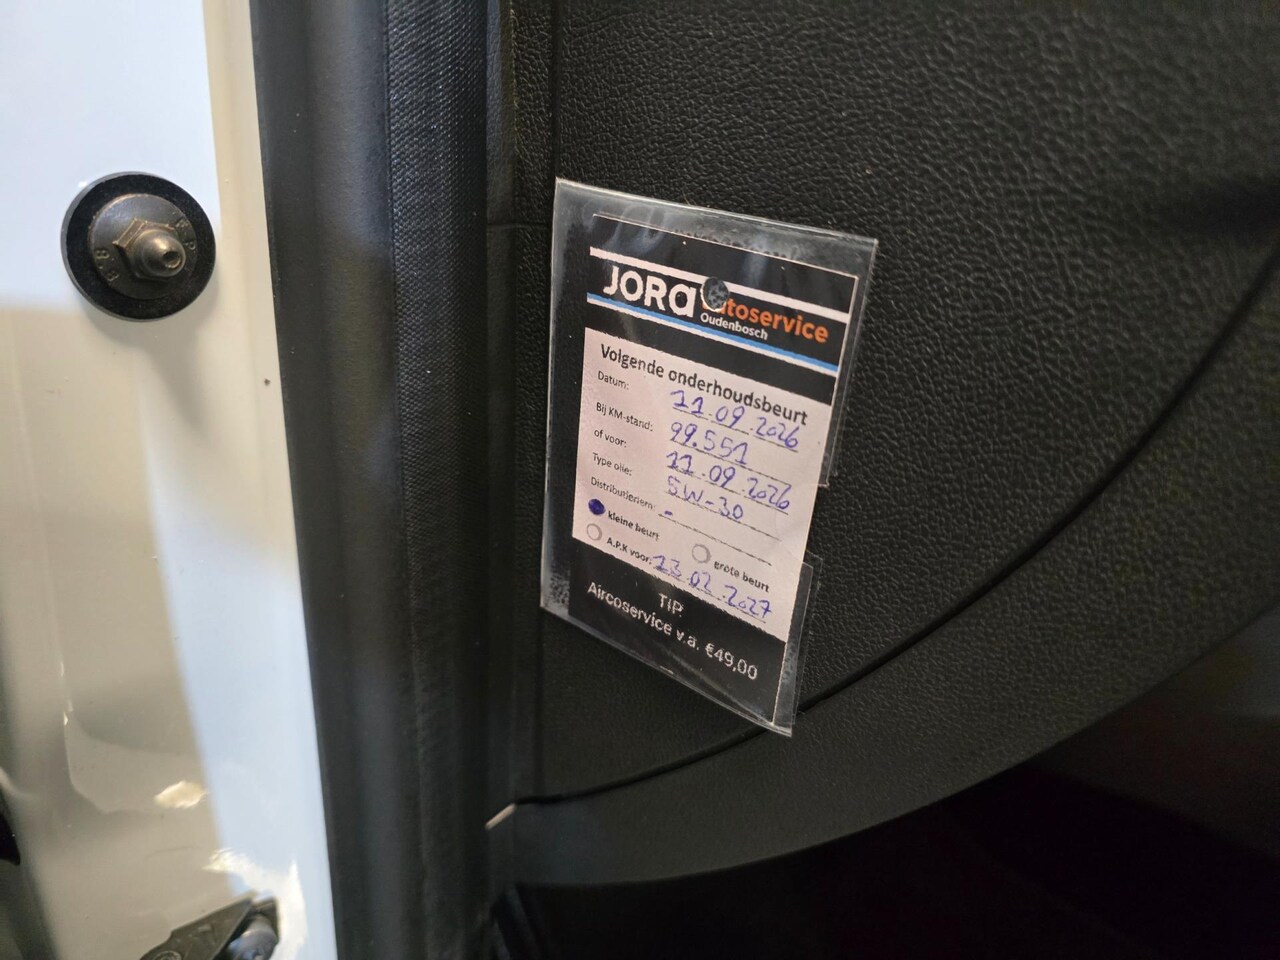 JORa Autoservice
Oudenbosch
Volgende onderhoudsbeurt
Datum: 11.09.2026
Bij KM-stand: 99.551
of voor: 11.09.2026
Type olie: 5W-30
Distributieriem: -
kleine beurt
grote beurt
A.P.K voor: 13.02.2027
TIP.
Aircoservice v.a. €49,00